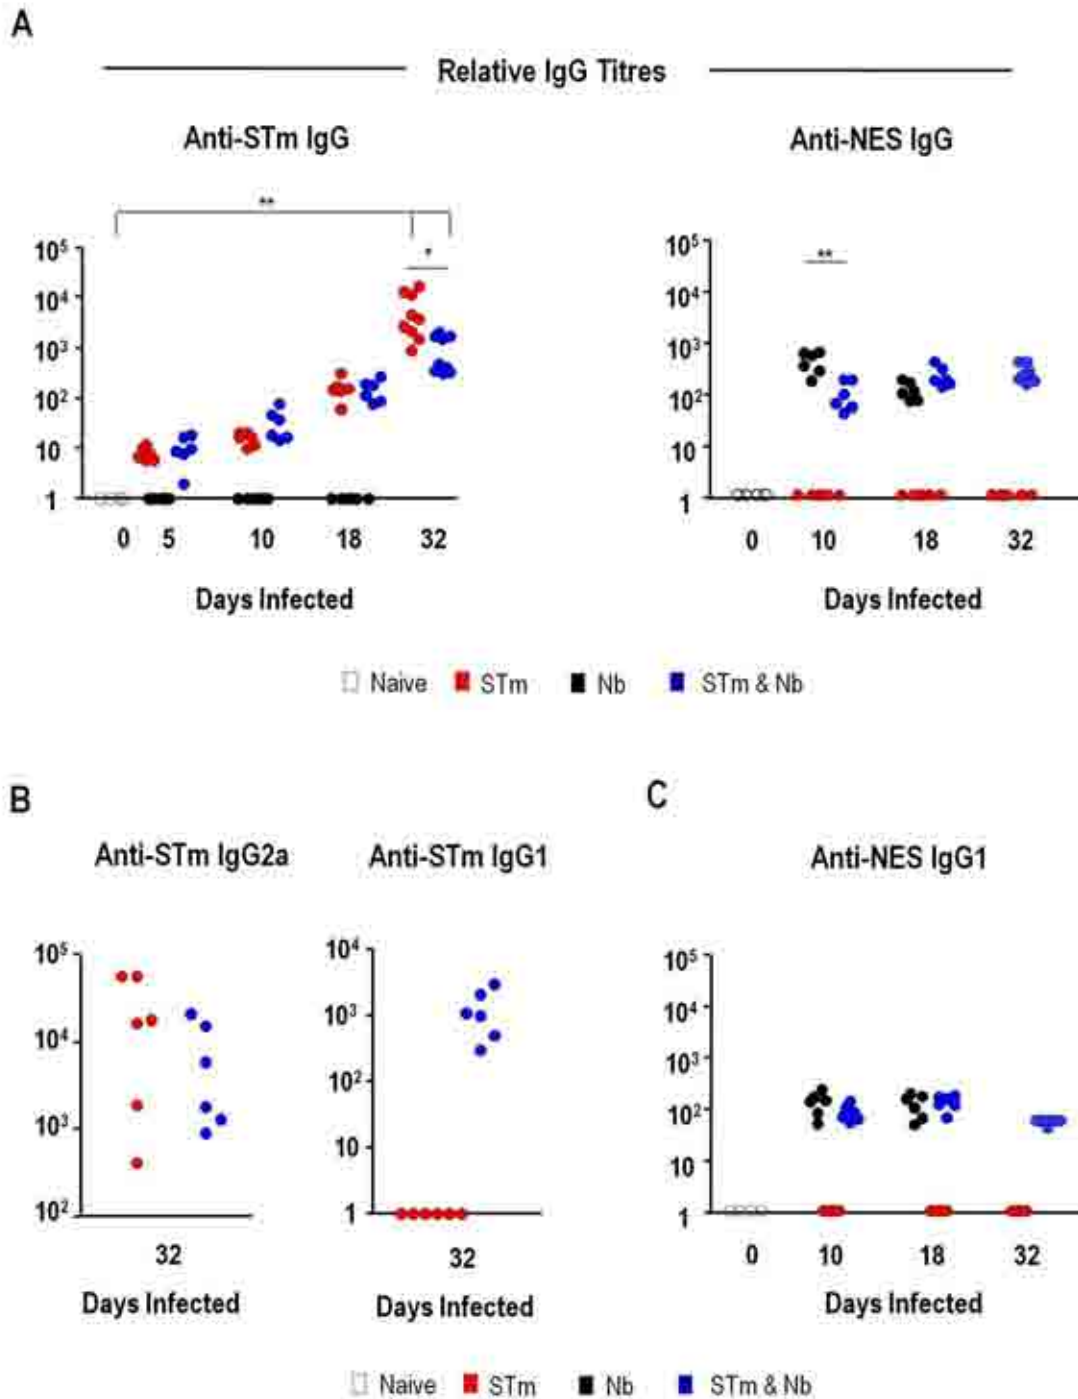 A
Relative IgG Titres
Anti-STm IgG
Anti-NES IgG
**
*
**
10⁵
10⁴
10³
10²
10
1
10⁵
10⁴
10³
10²
10
1
0 5 10 18 32
0 10 18 32
Days Infected
Days Infected
Naive STm Nb STm & Nb
B
C
Anti-STm IgG2a
Anti-STm IgG1
Anti-NES IgG1
10⁵
10⁴
10³
10²
10⁴
10³
10²
10
1
10⁵
10⁴
10³
10²
10
1
32
32
0 10 18 32
Days Infected
Days Infected
Days Infected
Naive STm Nb STm & Nb